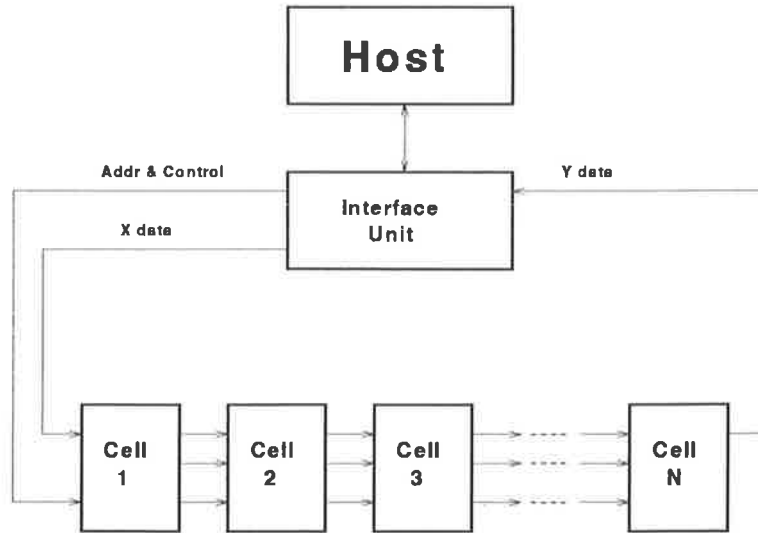 Host
Addr & Control
Y data
Interface
Unit
X data
Cell
1
Cell
2
Cell
3
Cell
N